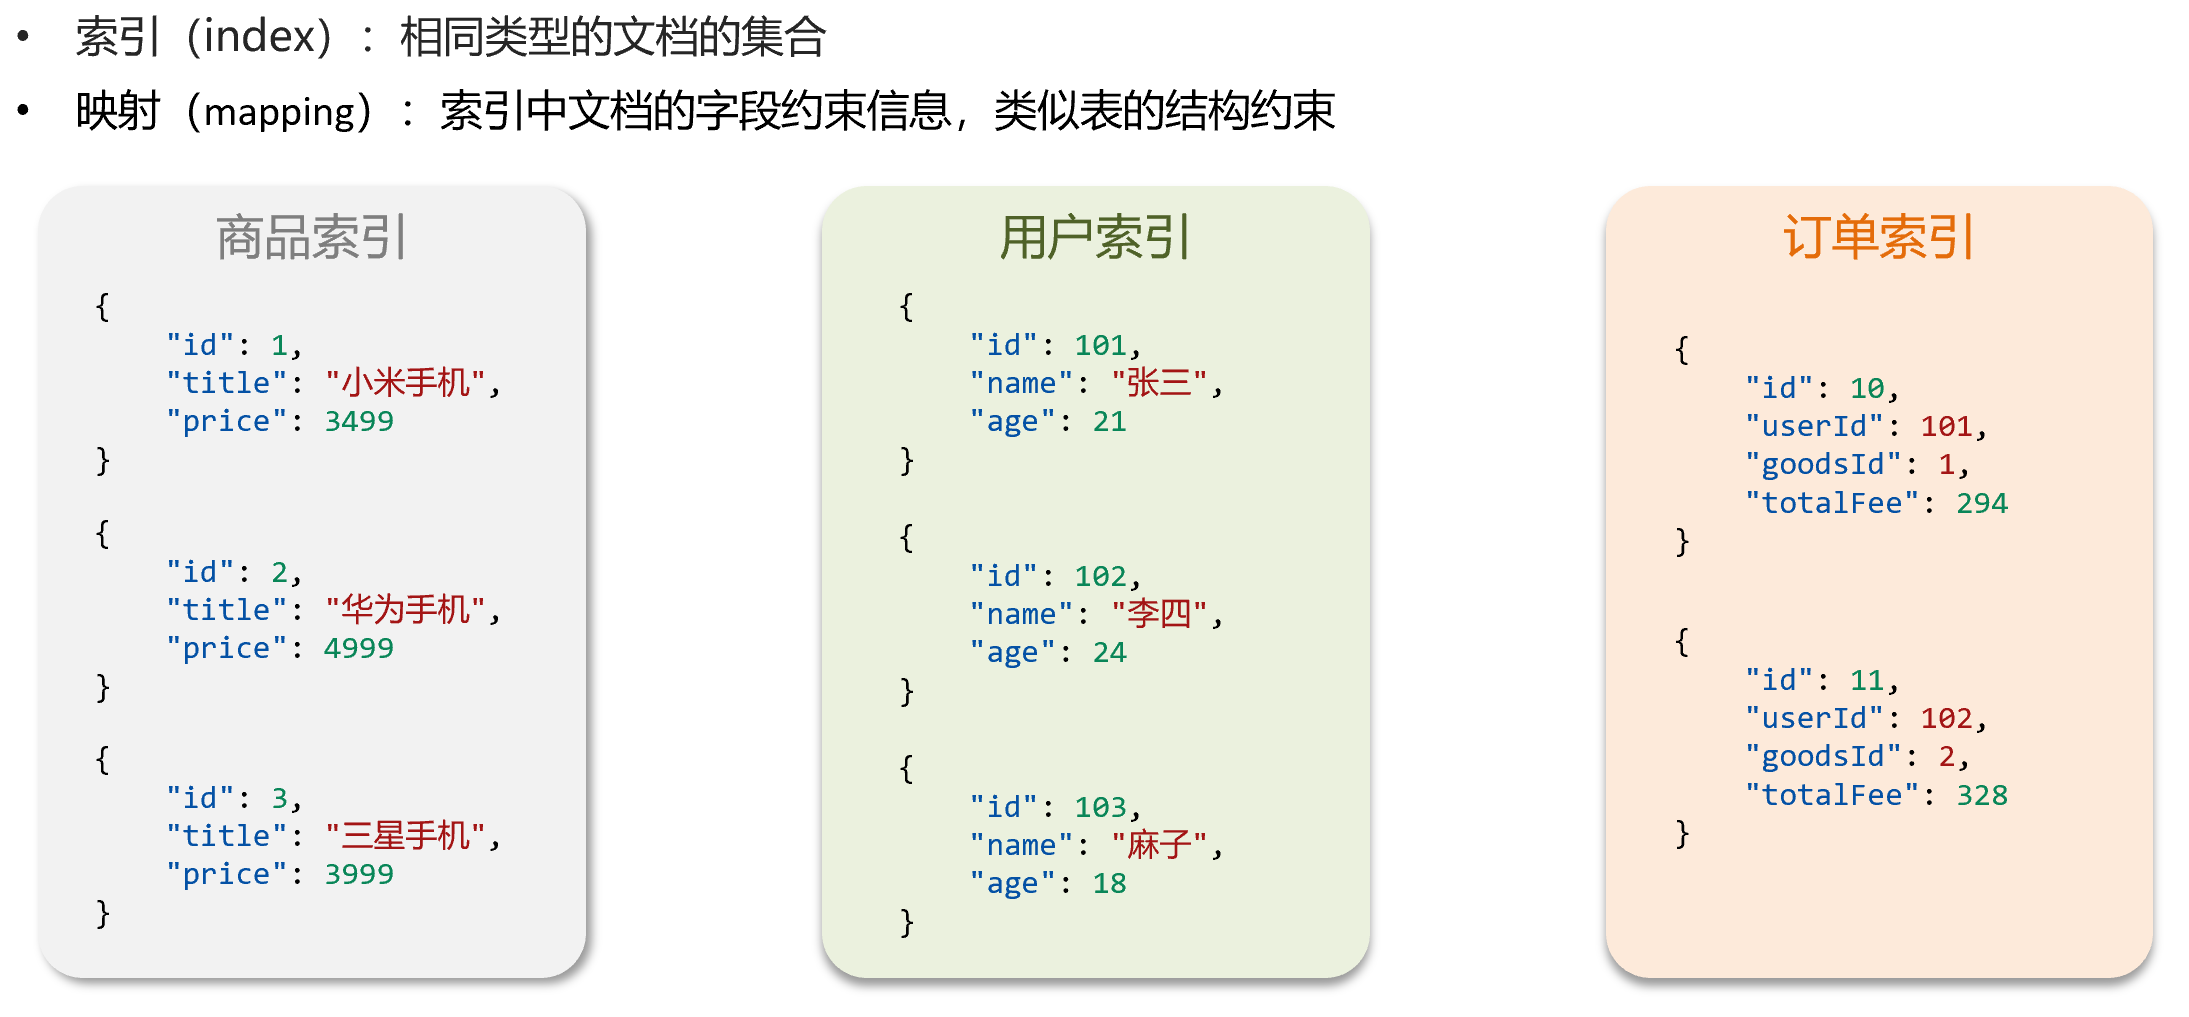 • 索引（index）：相同类型的文档的集合
• 映射（mapping）：索引中文档的字段约束信息，类似表的结构约束
商品索引
{
"id": 1,
"title": "小米手机",
"price": 3499
}
{
"id": 2,
"title": "华为手机",
"price": 4999
}
{
"id": 3,
"title": "三星手机",
"price": 3999
}
用户索引
{
"id": 101,
"name": "张三",
"age": 21
}
{
"id": 102,
"name": "李四",
"age": 24
}
{
"id": 103,
"name": "麻子",
"age": 18
}
订单索引
{
"id": 10,
"userId": 101,
"goodsId": 1,
"totalFee": 294
}
{
"id": 11,
"userId": 102,
"goodsId": 2,
"totalFee": 328
}